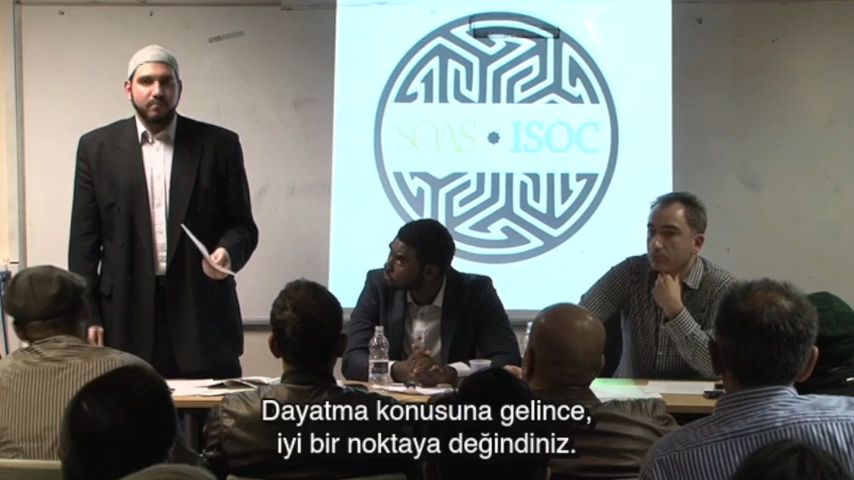 SOAS ISOC
Dayatma konusuna gelince,
iyi bir noktaya değindiniz.